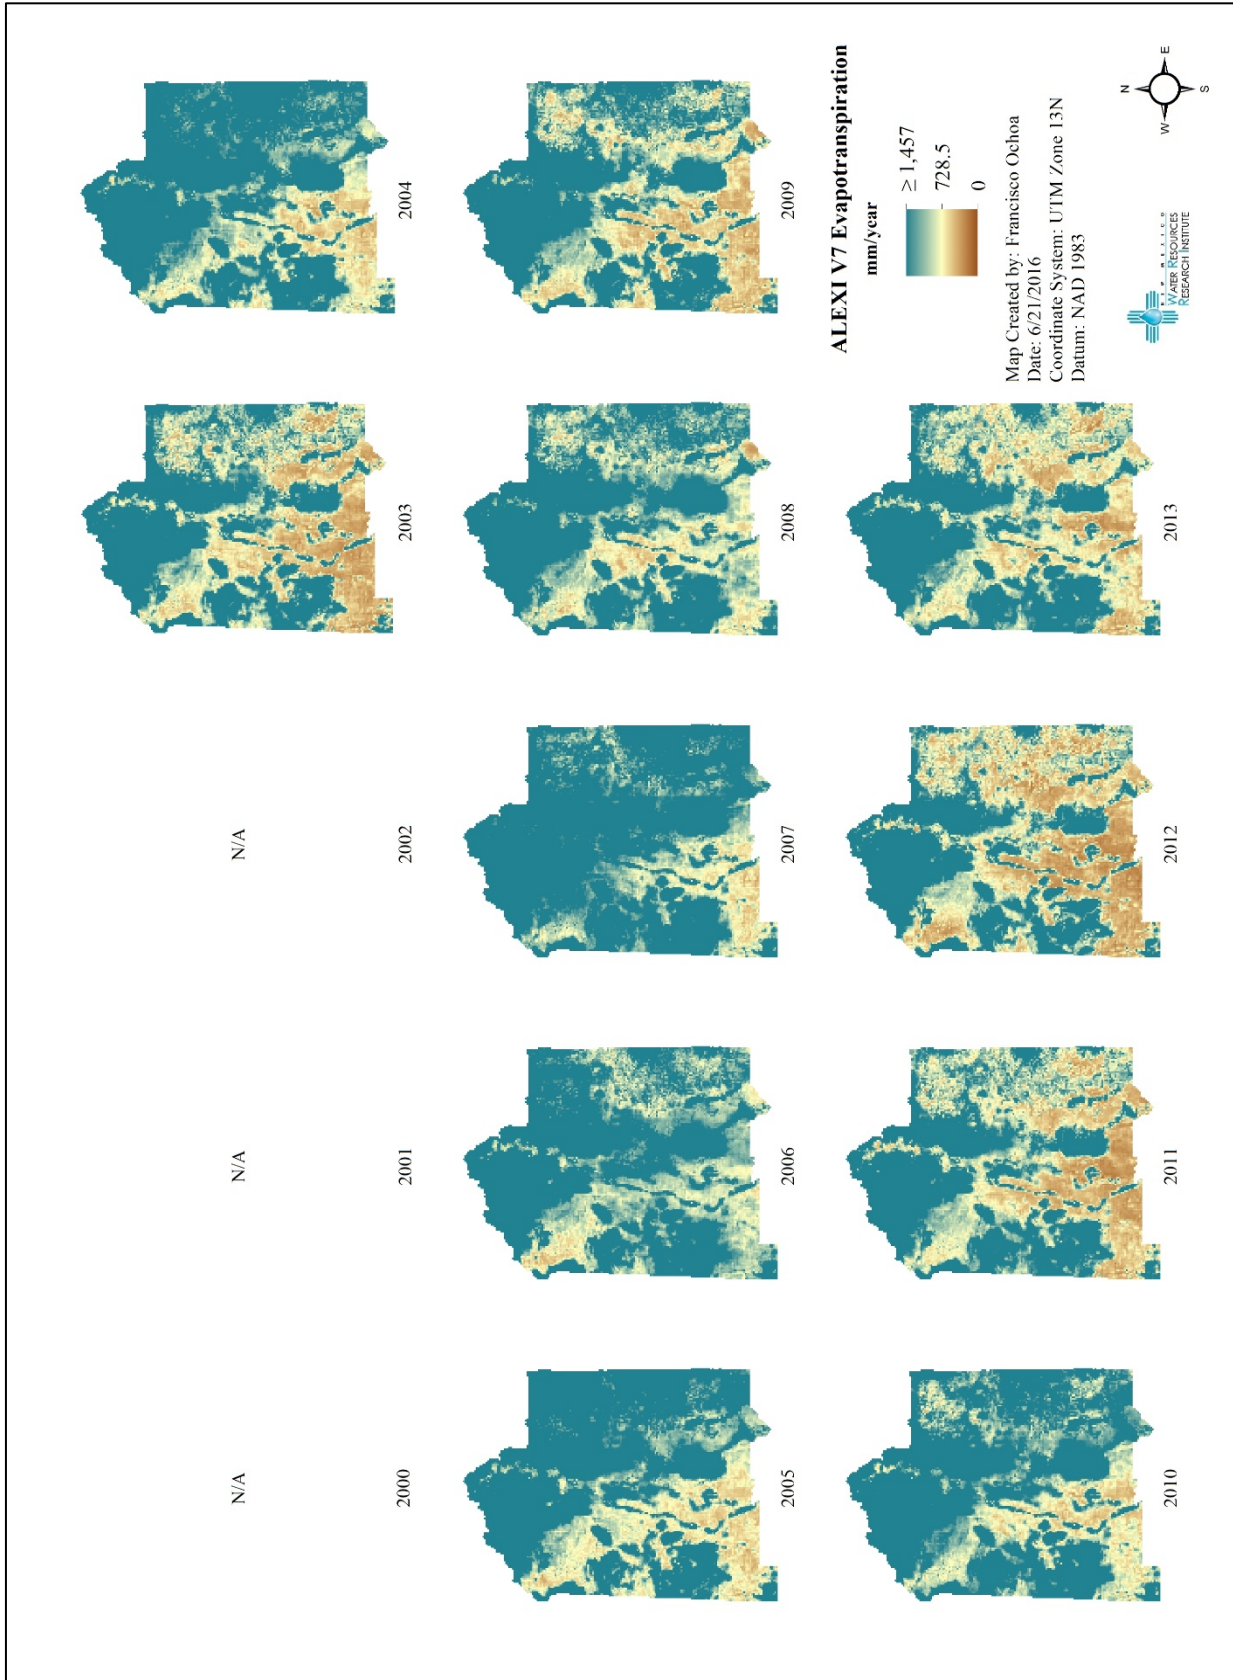 N/A
N/A
N/A
2000
2001
2002
2003
2004
2005
2006
2007
2008
2009
2010
2011
2012
2013
ALEXI V7 Evapotranspiration
mm/year
≥ 1,457
728.5
0
Map Created by: Francisco Ochoa
Date: 6/21/2016
Coordinate System: UTM Zone 13N
Datum: NAD 1983
NEW MEXICO
WATER RESOURCES
RESEARCH INSTITUTE
N
W
E
S